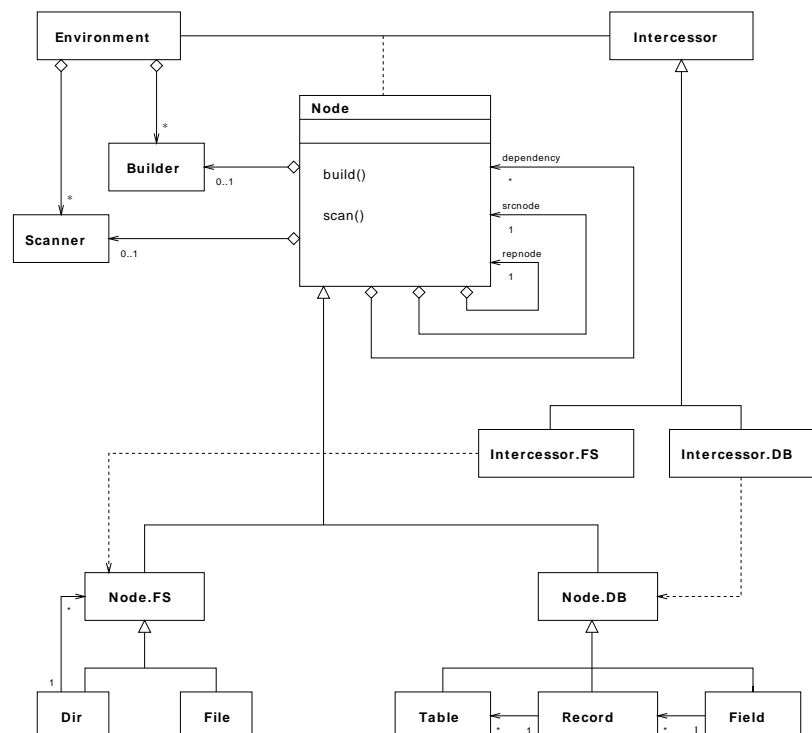 Environment
Intercessor
Node
*
Builder
0..1
build()
dependency
*
*
scan()
srcnode
1
Scanner
0..1
repnode
1
Intercessor.FS
Intercessor.DB
Node.FS
*
Node.DB
1
Dir
File
Table
* 1
Record
* 1
Field